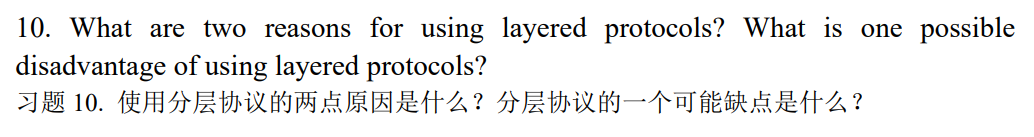 10. What are two reasons for using layered protocols? What is one possible
disadvantage of using layered protocols?
习题 10. 使用分层协议的两点原因是什么？分层协议的一个可能缺点是什么？